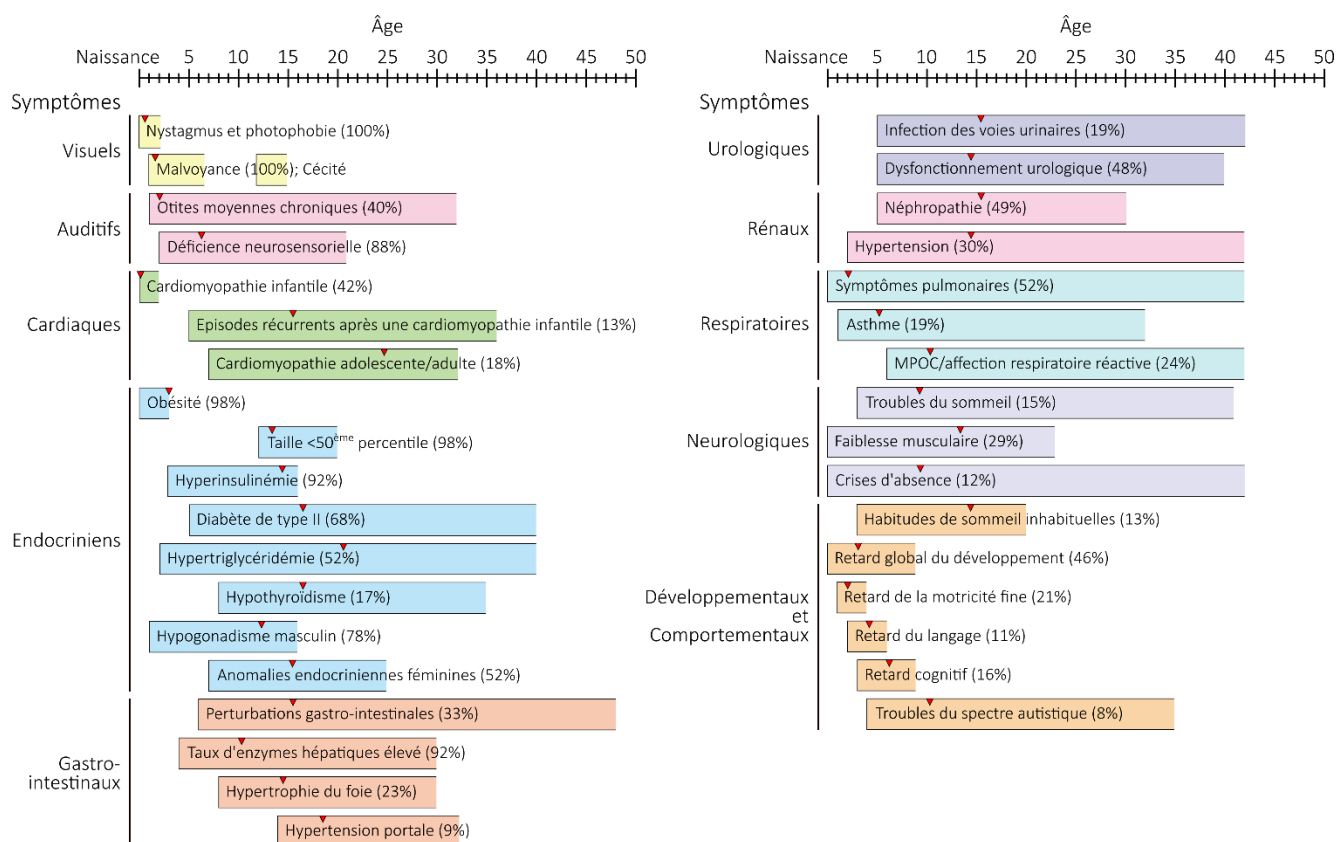 Âge
Naissance 5 10 15 20 25 30 35 40 45 50
Symptômes
Visuels
Nystagmus et photophobie (100%)
Malvoyance (100%); Cécité
Auditifs
Otites moyennes chroniques (40%)
Déficience neurosensorielle (88%)
Cardiaques
Cardiomyopathie infantile (42%)
Episodes récurrents après une cardiomyopathie infantile (13%)
Cardiomyopathie adolescente/adulte (18%)
Endocriniens
Obésité (98%)
Taille <50ème percentile (98%)
Hyperinsulinémie (92%)
Diabète de type II (68%)
Hypertriglycéridémie (52%)
Hypothyroïdisme (17%)
Hypogonadisme masculin (78%)
Anomalies endocriniennes féminines (52%)
Gastro-
intestinaux
Perturbations gastro-intestinales (33%)
Taux d'enzymes hépatiques élevé (92%)
Hypertrophie du foie (23%)
Hypertension portale (9%)
Âge
Naissance 5 10 15 20 25 30 35 40 45 50
Symptômes
Urologiques
Infection des voies urinaires (19%)
Dysfonctionnement urologique (48%)
Rénaux
Néphropathie (49%)
Hypertension (30%)
Respiratoires
Symptômes pulmonaires (52%)
Asthme (19%)
MPOC/affection respiratoire réactive (24%)
Neurologiques
Troubles du sommeil (15%)
Faiblesse musculaire (29%)
Crises d'absence (12%)
Développementaux
et
Comportementaux
Habitudes de sommeil inhabituelles (13%)
Retard global du développement (46%)
Retard de la motricité fine (21%)
Retard du langage (11%)
Retard cognitif (16%)
Troubles du spectre autistique (8%)